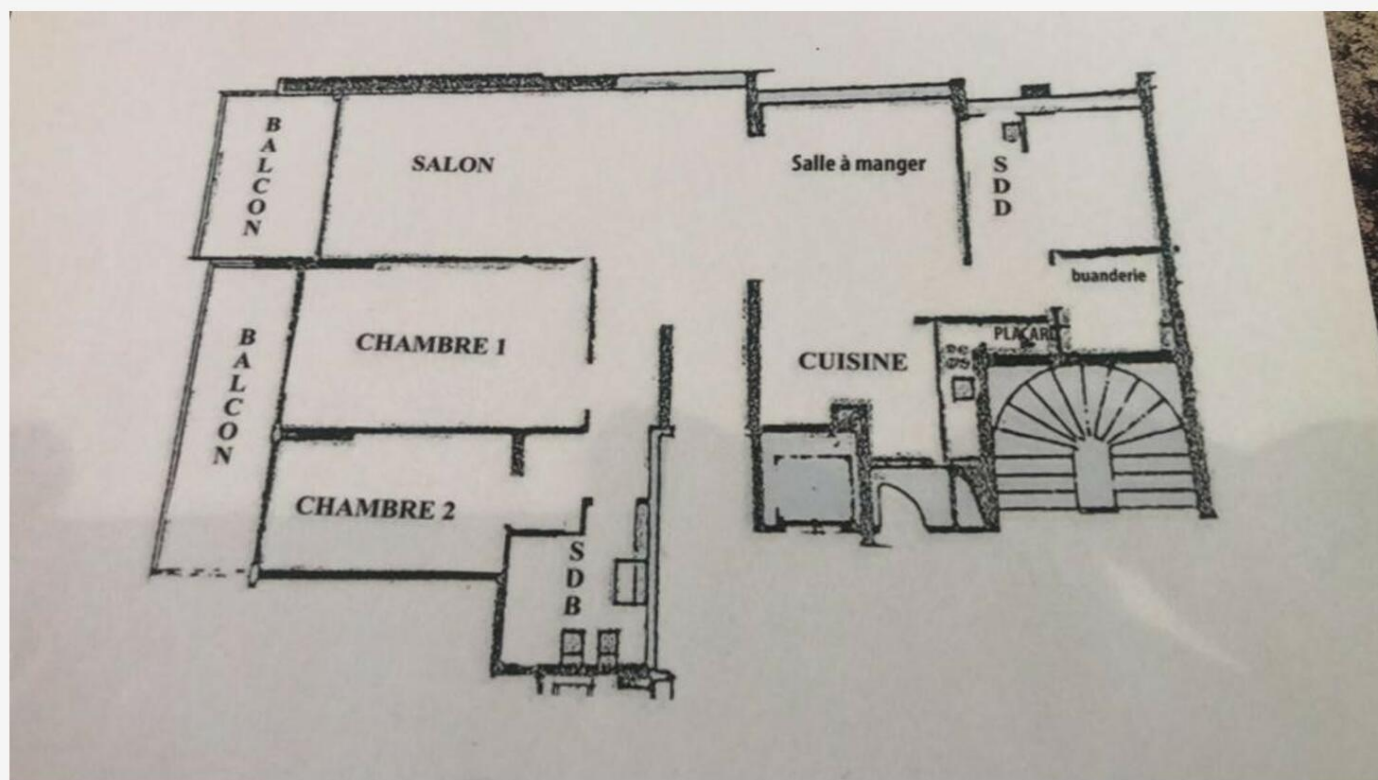 BALCON
SALON
Salle à manger
SDD
buanderie
BALCON
CHAMBRE 1
CUISINE
PLACARD
CHAMBRE 2
SDB